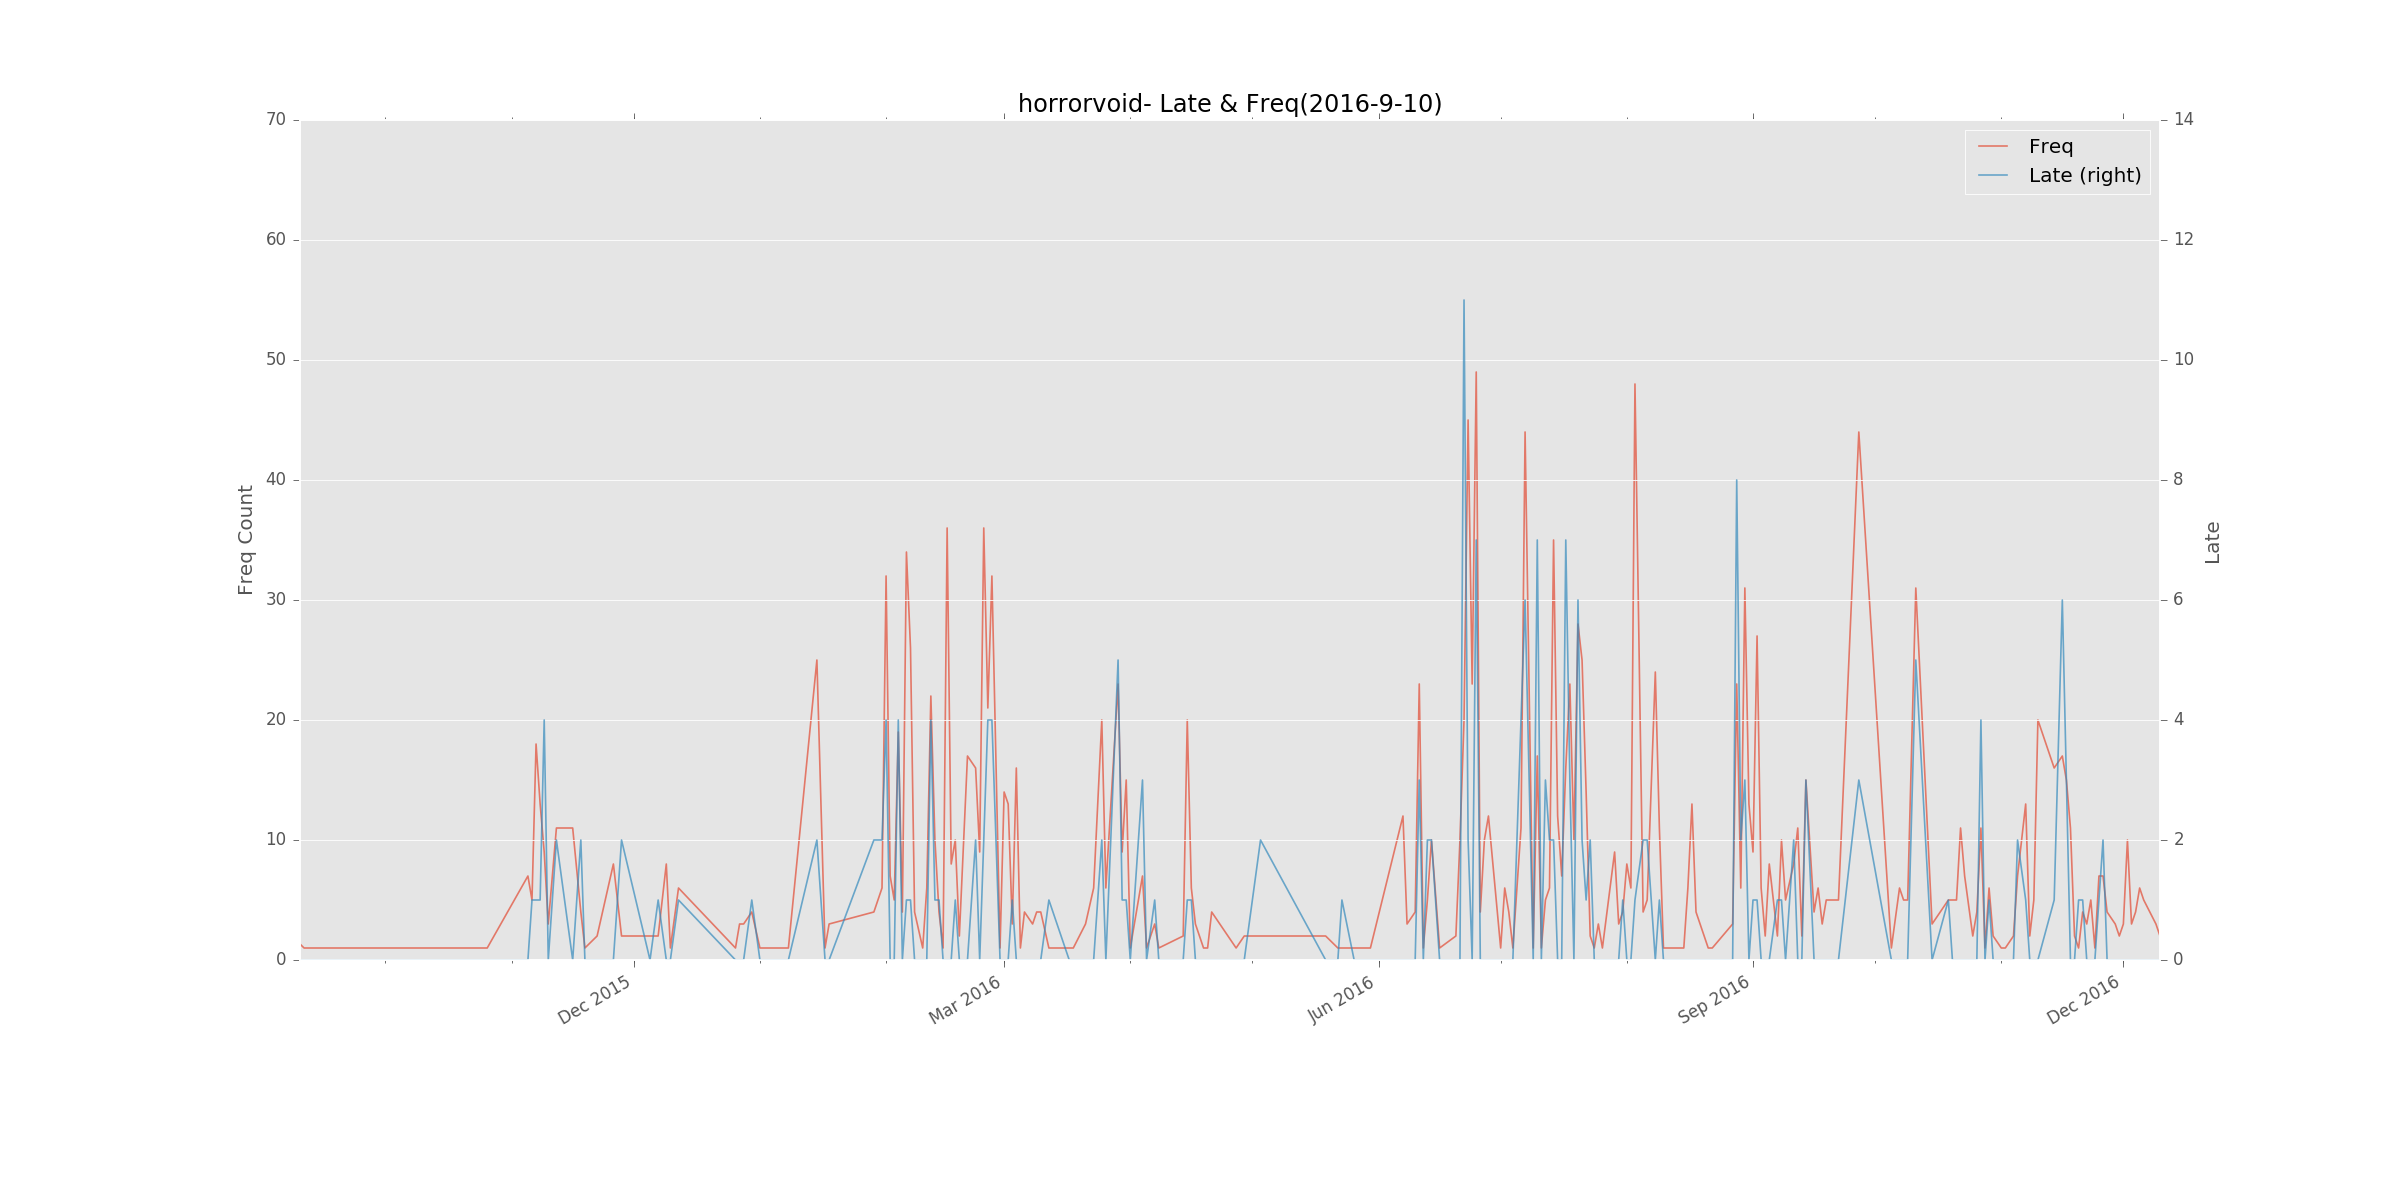 horrorvoid- Late & Freq(2016-9-10)
Freq
Late (right)
70
60
50
40
30
20
10
0
Freq Count
14
12
10
8
6
4
2
0
Late
Dec 2015
Mar 2016
Jun 2016
Sep 2016
Dec 2016